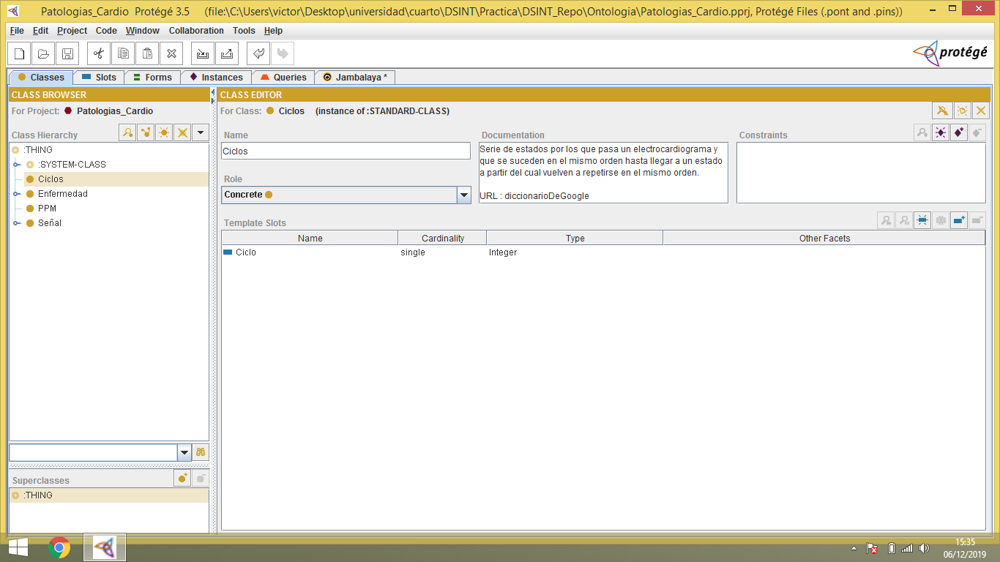 Patologias_Cardio Protégé 3.5 (file:\C:\Users\victor\Desktop\universidad\cuarto\DSINT\Practica\DSINT_Repo\Ontologia\Patologias_Cardio.pprj, Protégé Files (.pont and .pins))
File Edit Project Code Window Collaboration Tools Help
protégé
Classes Slots Forms Instances Queries Jambalaya *
CLASS BROWSER
For Project: Patologias_Cardio
Class Hierarchy
:THING
:SYSTEM-CLASS
Ciclos
Enfermedad
PPM
Señal
Superclasses
:THING
CLASS EDITOR
For Class: Ciclos (instance of :STANDARD-CLASS)
Name
Ciclos
Role
Concrete
Documentation
Serie de estados por los que pasa un electrocardiograma y
que se suceden en el mismo orden hasta llegar a un estado
a partir del cual vuelven a repetirse en el mismo orden.
URL : diccionarioDeGoogle
Constraints
Template Slots
Name Cardinality Type Other Facets
Ciclo single Integer
15:35
06/12/2019